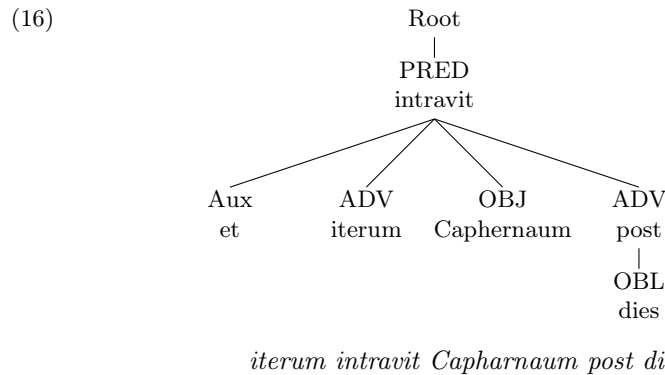 (16)
Root
PRED
intravit
Aux ADV OBJ ADV
et iterum Caphernaum post
OBL
dies
iterum intravit Capharnaum post di